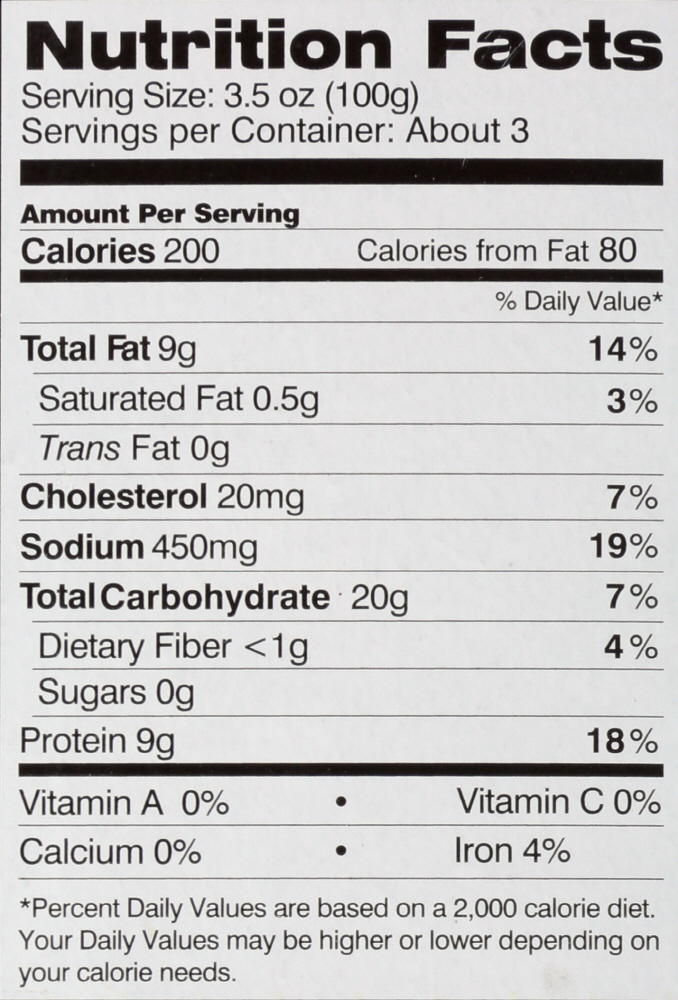 Nutrition Facts
Serving Size: 3.5 oz (100g)
Servings per Container: About 3
Amount Per Serving
Calories 200 Calories from Fat 80
% Daily Value*
Total Fat 9g 14%
Saturated Fat 0.5g 3%
Trans Fat 0g
Cholesterol 20mg 7%
Sodium 450mg 19%
Total Carbohydrate 20g 7%
Dietary Fiber <1g 4%
Sugars 0g
Protein 9g 18%
Vitamin A 0% • Vitamin C 0%
Calcium 0% • Iron 4%
*Percent Daily Values are based on a 2,000 calorie diet.
Your Daily Values may be higher or lower depending on
your calorie needs.